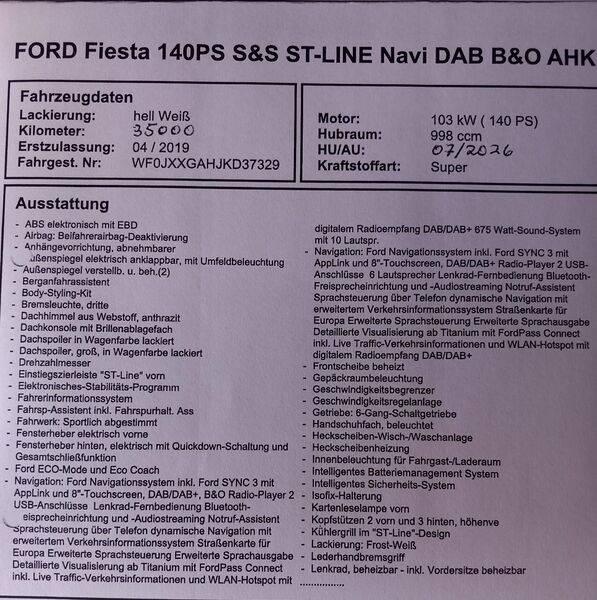 FORD Fiesta 140PS S&S ST-LINE Navi DAB B&O AHK
Fahrzeugdaten
Lackierung: hell Weiß
Kilometer: 35000
Erstzulassung: 04 / 2019
Fahrgest. Nr: WF0JXXGAHJKD37329
Motor: 103 kW ( 140 PS)
Hubraum: 998 ccm
HU/AU: 07/2026
Kraftstoffart: Super
Ausstattung
- ABS elektronisch mit EBD
- Airbag: Beifahrerairbag-Deaktivierung
- Anhängevorrichtung, abnehmbarer
ußenspiegel elektrisch anklappbar, mit Umfeldbeleuchtung
- Außenspiegel verstellb. u. beh.(2)
- Berganfahrassistent
- Body-Styling-Kit
- Bremsleuchte, dritte
- Dachhimmel aus Webstoff, anthrazit
- Dachkonsole mit Brillenablagefach
- Dachspoiler in Wagenfarbe lackiert
- Dachspoiler, groß, in Wagenfarbe lackiert
- Drehzahlmesser
- Einstiegszierleiste "ST-Line" vorn
- Elektronisches-Stabilitäts-Programm
- Fahrerinformationssystem
- Fahrsp-Assistent inkl. Fahrspurhalt. Ass
- Fahrwerk: Sportlich abgestimmt
- Fensterheber elektrisch vorne
- Fensterheber hinten, elektrisch mit Quickdown-Schaltung und
Gesamtschließfunktion
- Ford ECO-Mode und Eco Coach
- Navigation: Ford Navigationssystem inkl. Ford SYNC 3 mit
AppLink und 8"-Touchscreen, DAB/DAB+, B&O Radio-Player 2
USB-Anschlüsse Lenkrad-Fernbedienung Bluetooth-
eisprecheinrichtung und -Audiostreaming Notruf-Assistent
Sprachsteuerung über Telefon dynamische Navigation mit
erweitertem Verkehrsinformationssystem Straßenkarte für
Europa Erweiterte Sprachsteuerung Erweiterte Sprachausgabe
Detaillierte Visualisierung ab Titanium mit FordPass Connect
inkl. Live Traffic-Verkehrsinformationen und WLAN-Hotspot mit
digitalem Radioempfang DAB/DAB+ 675 Watt-Sound-System
mit 10 Lautspr.
- Navigation: Ford Navigationssystem inkl. Ford SYNC 3 mit
AppLink und 8"-Touchscreen, DAB/DAB+ Radio-Player 2 USB-
Anschlüsse 6 Lautsprecher Lenkrad-Fernbedienung Bluetooth-
Freisprecheinrichtung und -Audiostreaming Notruf-Assistent
Sprachsteuerung über Telefon dynamische Navigation mit
erweitertem Verkehrsinformationssystem Straßenkarte für
Europa Erweiterte Sprachsteuerung Erweiterte Sprachausgabe
Detaillierte Visualisierung ab Titanium mit FordPass Connect
inkl. Live Traffic-Verkehrsinformationen und WLAN-Hotspot mit
digitalem Radioempfang DAB/DAB+
- Frontscheibe beheizt
- Gepäckraumbeleuchtung
- Geschwindigkeitsbegrenzer
- Geschwindigkeitsregelanlage
- Getriebe: 6-Gang-Schaltgetriebe
- Handschuhfach, beleuchtet
- Heckscheiben-Wisch-/Waschanlage
- Heckscheibenheizung
- Innenbeleuchtung für Fahrgast-/Laderaum
- Intelligentes Batteriemanagement System
- Intelligentes Sicherheits-System
- Isofix-Halterung
- Kartenleselampe vorn
- Kopfstützen 2 vorn und 3 hinten, höhenve
- Kühlergrill im "ST-Line"-Design
- Lackierung: Frost-Weiß
- Lederhandbremsgriff
- Lenkrad, beheizbar - inkl. Vordersitze beheizbar
................